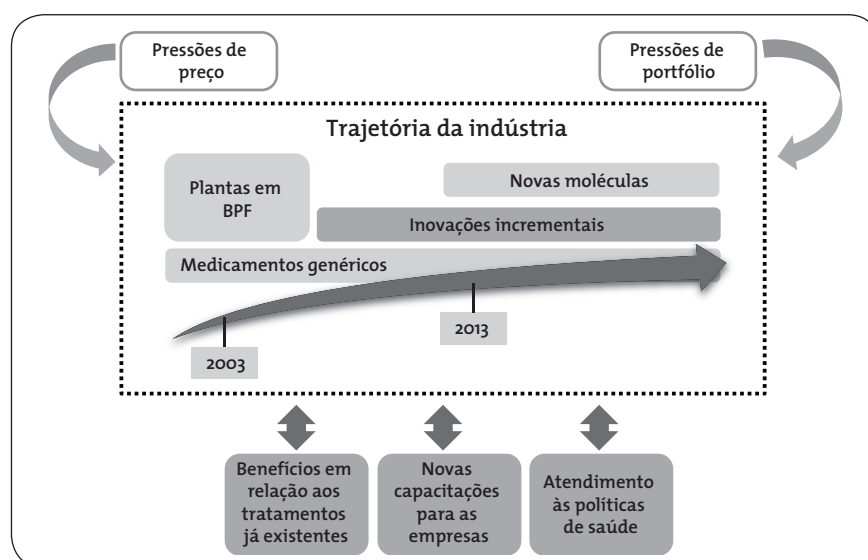 Pressões de
preço
Pressões de
portfólio
Trajetória da indústria
Plantas em
BPF
Novas moléculas
Inovações incrementais
Medicamentos genéricos
2013
2003
Benefícios em
relação aos
tratamentos
já existentes
Novas
capacitações
para as
empresas
Atendimento
às políticas
de saúde